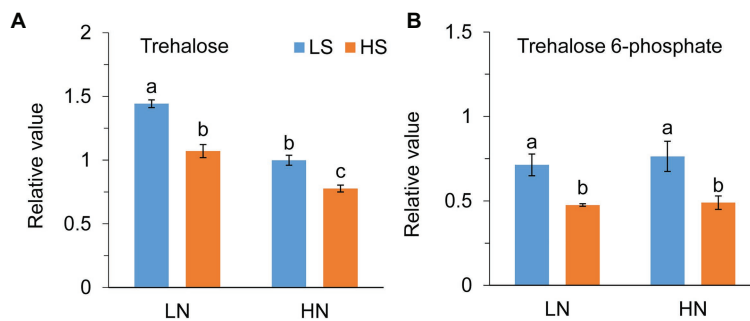 A
Trehalose
LS
HS
Relative value
2
1.5
1
0.5
0
a
b
b
c
LN
HN
B
Trehalose 6-phosphate
Relative value
1.5
1
0.5
0
a
b
a
b
LN
HN